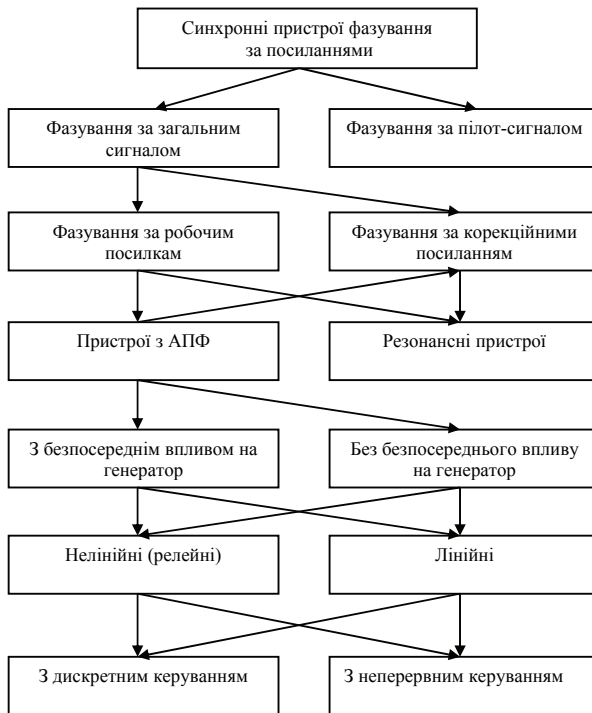 Синхронні пристрої фазування
за посиланнями
Фазування за загальним
сигналом
Фазування за пілот-сигналом
Фазування за робочим
посилкам
Фазування за корекційними
посиланням
Пристрої з АПФ
Резонансні пристрої
З безпосереднім впливом на
генератор
Без безпосереднього впливу
на генератор
Нелінійні (релейні)
Лінійні
З дискретним керуванням
З неперервним керуванням